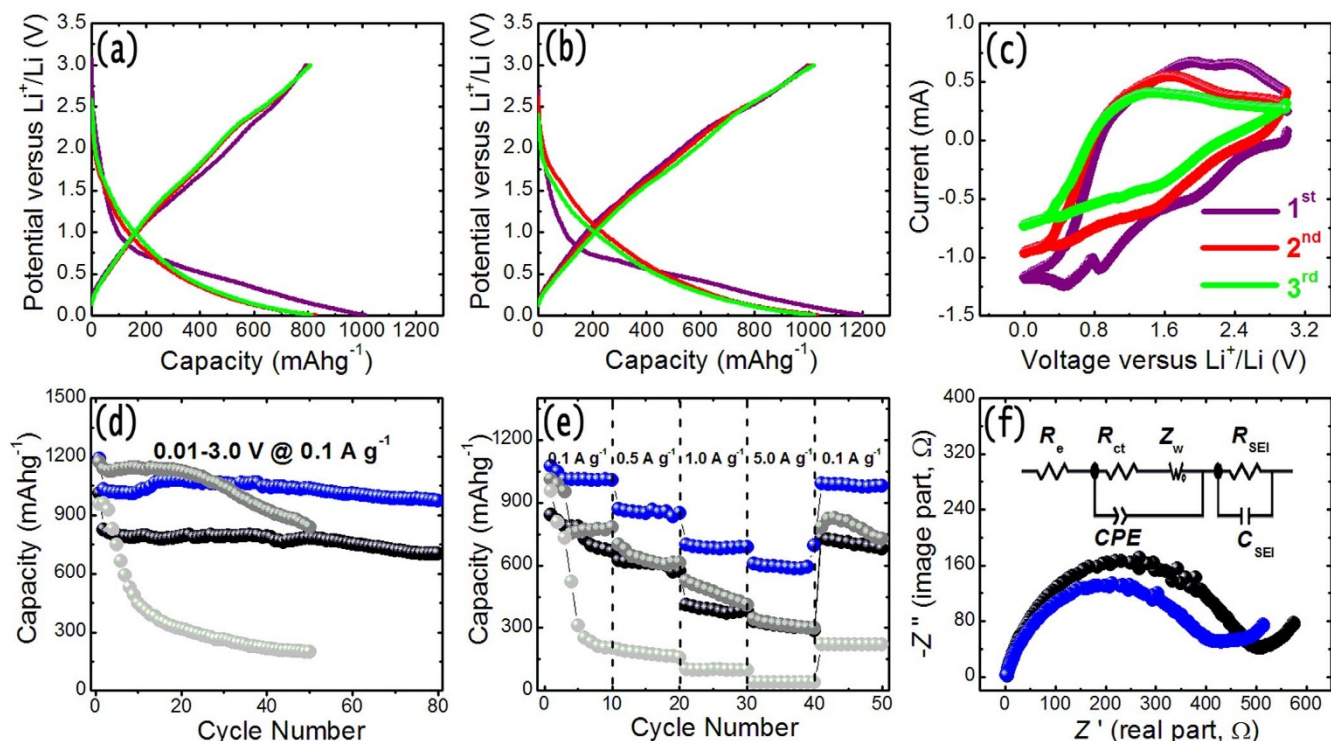 (a)
Potential versus Li⁺/Li (V)
3.0
2.5
2.0
1.5
1.0
0.5
0.0
0 200 400 600 800 1000 1200
Capacity (mAhg⁻¹)
(b)
Potential versus Li⁺/Li (V)
3.0
2.5
2.0
1.5
1.0
0.5
0.0
0 200 400 600 800 1000 1200
Capacity (mAhg⁻¹)
(c)
Current (mA)
1.0
0.5
0.0
-0.5
-1.0
-1.5
1ˢᵗ
2ⁿᵈ
3ʳᵈ
0.0 0.8 1.6 2.4 3.2
Voltage versus Li⁺/Li (V)
(d)
0.01-3.0 V @ 0.1 A g⁻¹
Capacity (mAhg⁻¹)
1500
1200
900
600
300
0
0 20 40 60 80
Cycle Number
(e)
0.1 A g⁻¹ 0.5 A g⁻¹ 1.0 A g⁻¹ 5.0 A g⁻¹ 0.1 A g⁻¹
Capacity (mAhg⁻¹)
1200
900
600
300
0
0 10 20 30 40 50
Cycle Number
(f)
Rₑ R_ct Z_w R_SEI
CPE C_SEI
-Z'' (image part, Ω)
400
320
240
160
80
0
0 100 200 300 400 500 600
Z ' (real part, Ω)